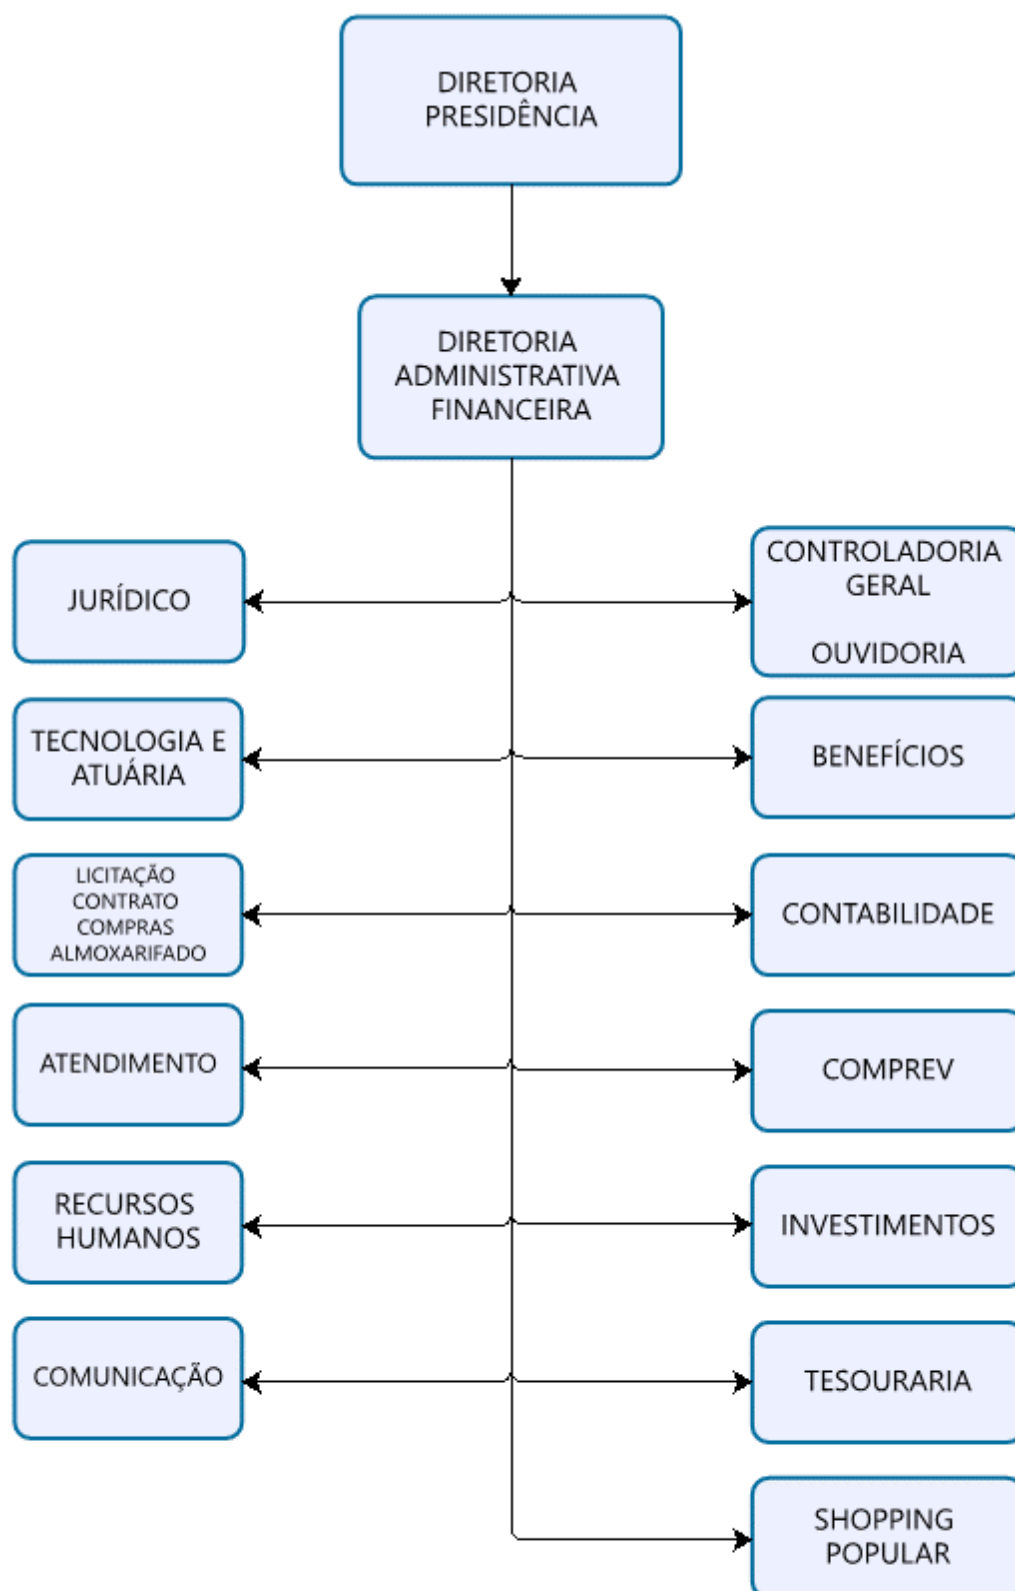 DIRETORIA
PRESIDÊNCIA
DIRETORIA
ADMINISTRATIVA
FINANCEIRA
JURÍDICO
CONTROLADORIA
GERAL
OUVIDORIA
TECNOLOGIA E
ATUÁRIA
BENEFÍCIOS
LICITAÇÃO
CONTRATO
COMPRAS
ALMOXARIFADO
CONTABILIDADE
ATENDIMENTO
COMPREV
RECURSOS
HUMANOS
INVESTIMENTOS
COMUNICAÇÃO
TESOURARIA
SHOPPING
POPULAR